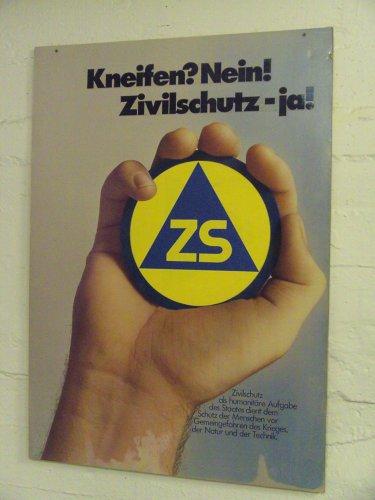 Kneifen? Nein!
Zivilschutz - ja!
ZS
Zivilschutz
als humanitäre Aufgabe
des Staates dient dem
Schutz der Menschen vor
Gemeingefahren des Krieges,
der Natur und der Technik.